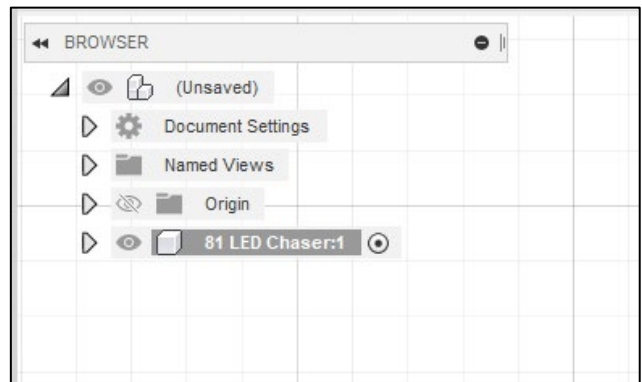 BROWSER
(Unsaved)
Document Settings
Named Views
Origin
81 LED Chaser:1